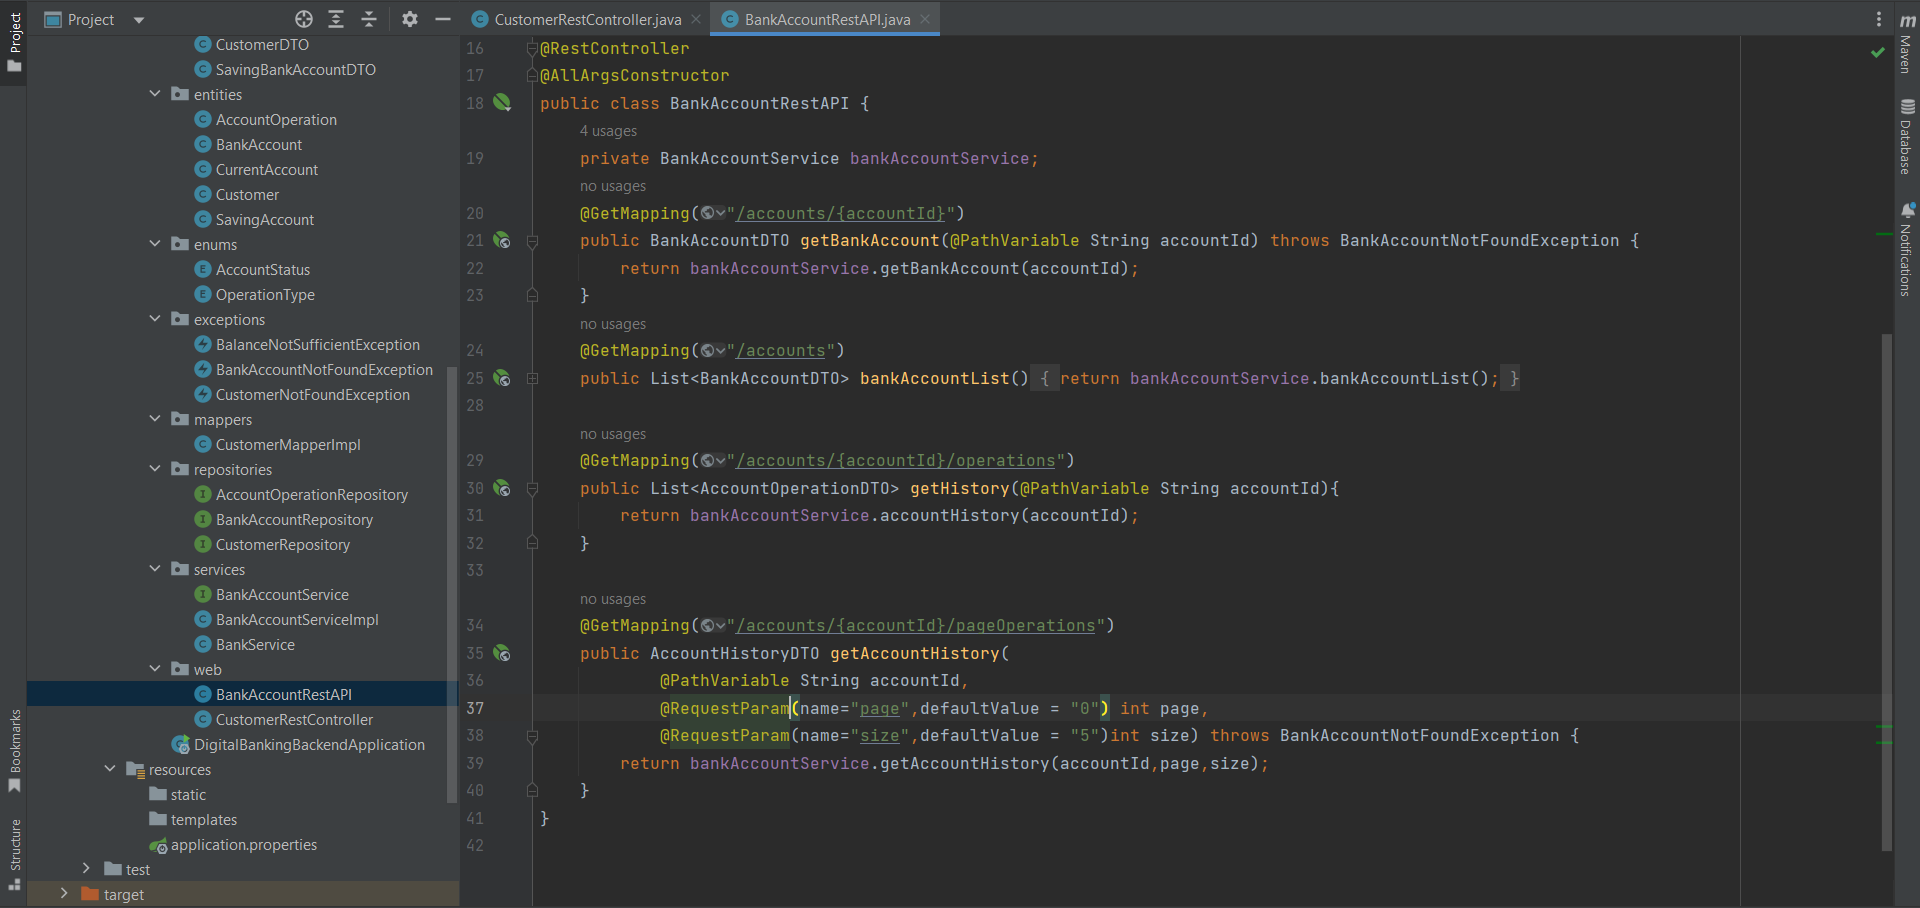 Project
CustomerRestController.java
BankAccountRestAPI.java
Project
Bookmarks
Structure
CustomerDTO
SavingBankAccountDTO
entities
AccountOperation
BankAccount
CurrentAccount
Customer
SavingAccount
enums
AccountStatus
OperationType
exceptions
BalanceNotSufficientException
BankAccountNotFoundException
CustomerNotFoundException
mappers
CustomerMapperImpl
repositories
AccountOperationRepository
BankAccountRepository
CustomerRepository
services
BankAccountService
BankAccountServiceImpl
BankService
web
BankAccountRestAPI
CustomerRestController
DigitalBankingBackendApplication
resources
static
templates
application.properties
test
target
16 @RestController
17 @AllArgsConstructor
18 public class BankAccountRestAPI {
4 usages
19 private BankAccountService bankAccountService;
no usages
20 @GetMapping("/accounts/{accountId}")
21 public BankAccountDTO getBankAccount(@PathVariable String accountId) throws BankAccountNotFoundException {
22 return bankAccountService.getBankAccount(accountId);
23 }
no usages
24 @GetMapping("/accounts")
25 public List<BankAccountDTO> bankAccountList() { return bankAccountService.bankAccountList(); }
28
no usages
29 @GetMapping("/accounts/{accountId}/operations")
30 public List<AccountOperationDTO> getHistory(@PathVariable String accountId){
31 return bankAccountService.accountHistory(accountId);
32 }
33
no usages
34 @GetMapping("/accounts/{accountId}/pageOperations")
35 public AccountHistoryDTO getAccountHistory(
36 @PathVariable String accountId,
37 @RequestParam(name="page",defaultValue = "0") int page,
38 @RequestParam(name="size",defaultValue = "5")int size) throws BankAccountNotFoundException {
39 return bankAccountService.getAccountHistory(accountId,page,size);
40 }
41 }
42
m
Maven
Database
Notifications